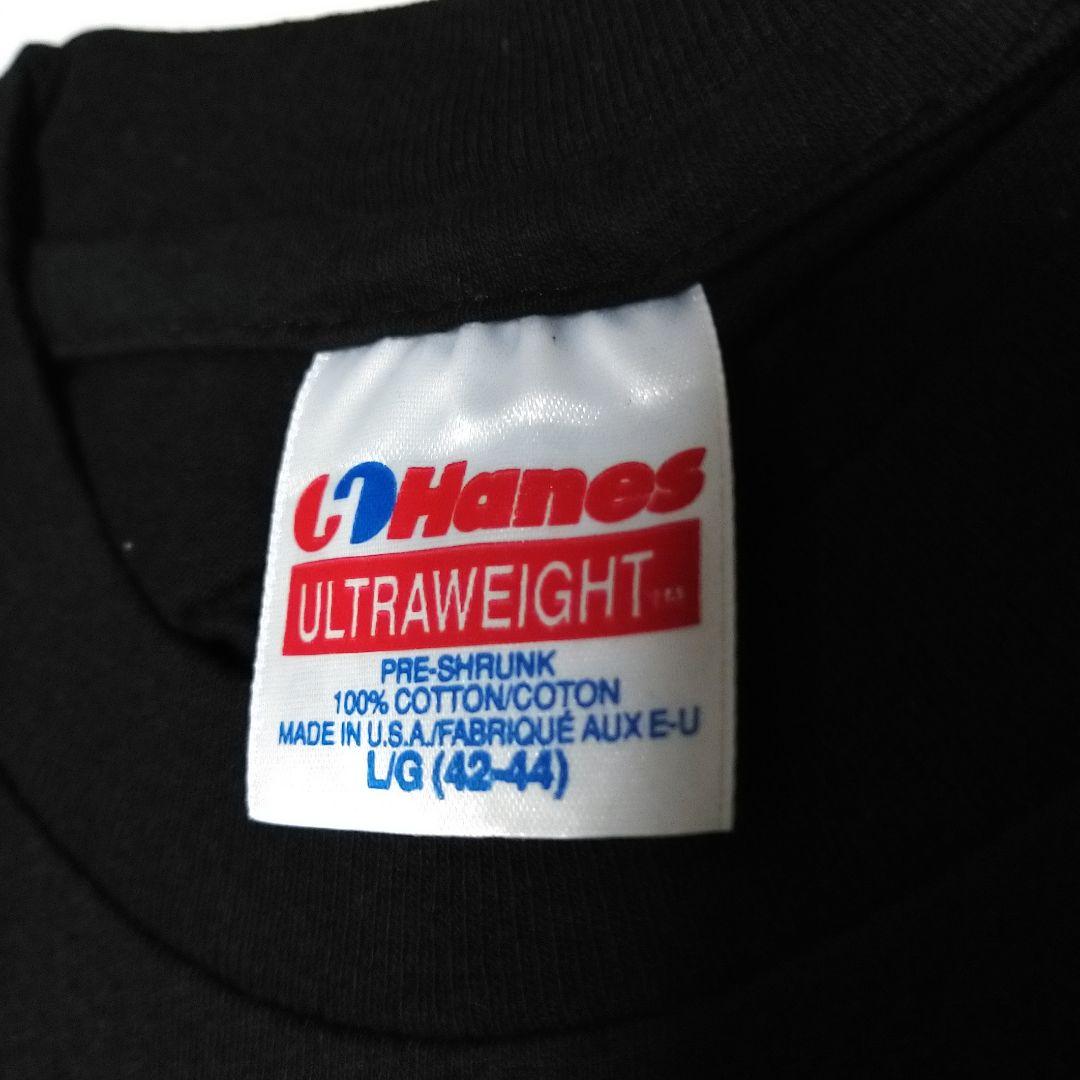 Hanes
ULTRAWEIGHT
PRE-SHRUNK
100% COTTON/COTON
MADE IN U.S.A./FABRIQUÉ AUX E-U
L/G (42-44)